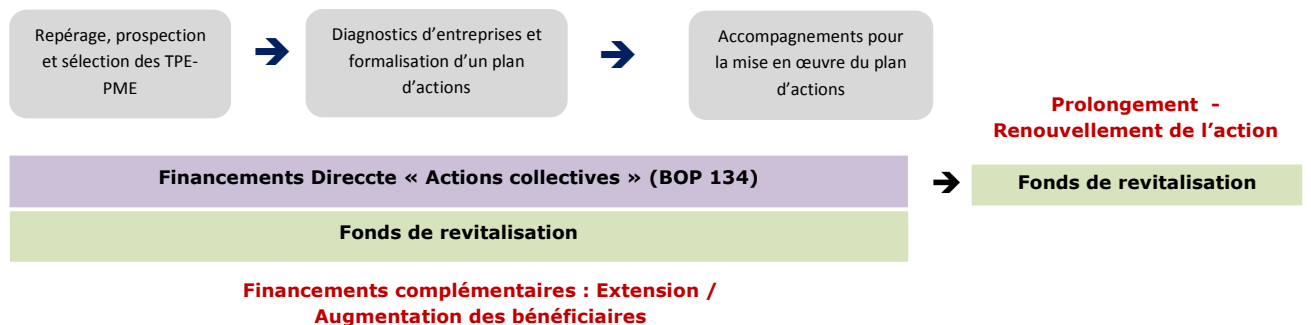 Repérage, prospection
et sélection des TPE-
PME
Diagnostics d'entreprises et
formalisation d'un plan
d'actions
Accompagnements pour
la mise en œuvre du plan
d'actions
Prolongement -
Renouvellement de l'action
Financements Direccte « Actions collectives » (BOP 134)
Fonds de revitalisation
Fonds de revitalisation
Financements complémentaires : Extension /
Augmentation des bénéficiaires